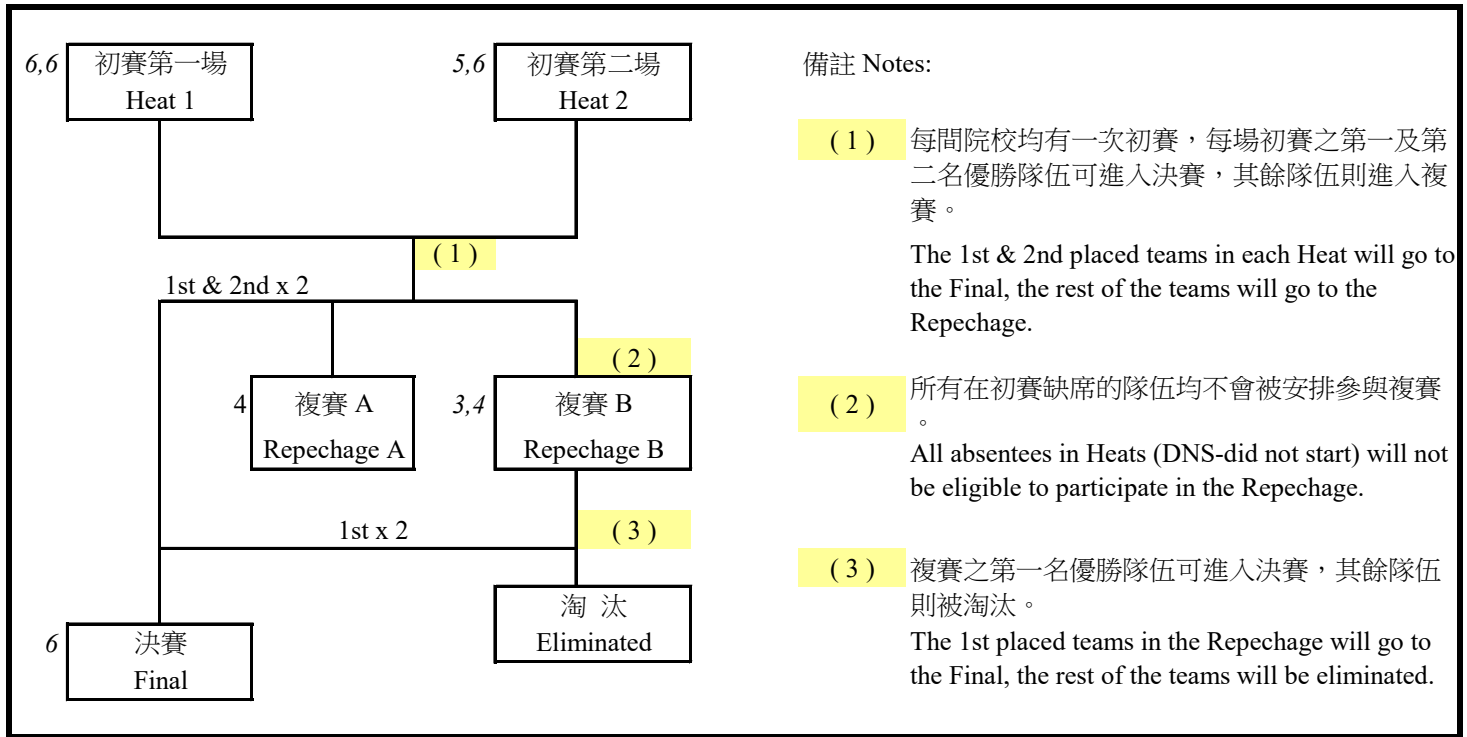 6,6
初賽第一場
Heat 1
5,6
初賽第二場
Heat 2
( 1 )
1st & 2nd x 2
( 2 )
4
複賽 A
Repechage A
3,4
複賽 B
Repechage B
1st x 2
( 3 )
淘 汰
Eliminated
6
決賽
Final
備註 Notes:
( 1 )
每間院校均有一次初賽，每場初賽之第一及第
二名優勝隊伍可進入決賽，其餘隊伍則進入複
賽。
The 1st & 2nd placed teams in each Heat will go to
the Final, the rest of the teams will go to the
Repechage.
( 2 )
所有在初賽缺席的隊伍均不會被安排參與複賽
。
All absentees in Heats (DNS-did not start) will not
be eligible to participate in the Repechage.
( 3 )
複賽之第一名優勝隊伍可進入決賽，其餘隊伍
則被淘汰。
The 1st placed teams in the Repechage will go to
the Final, the rest of the teams will be eliminated.